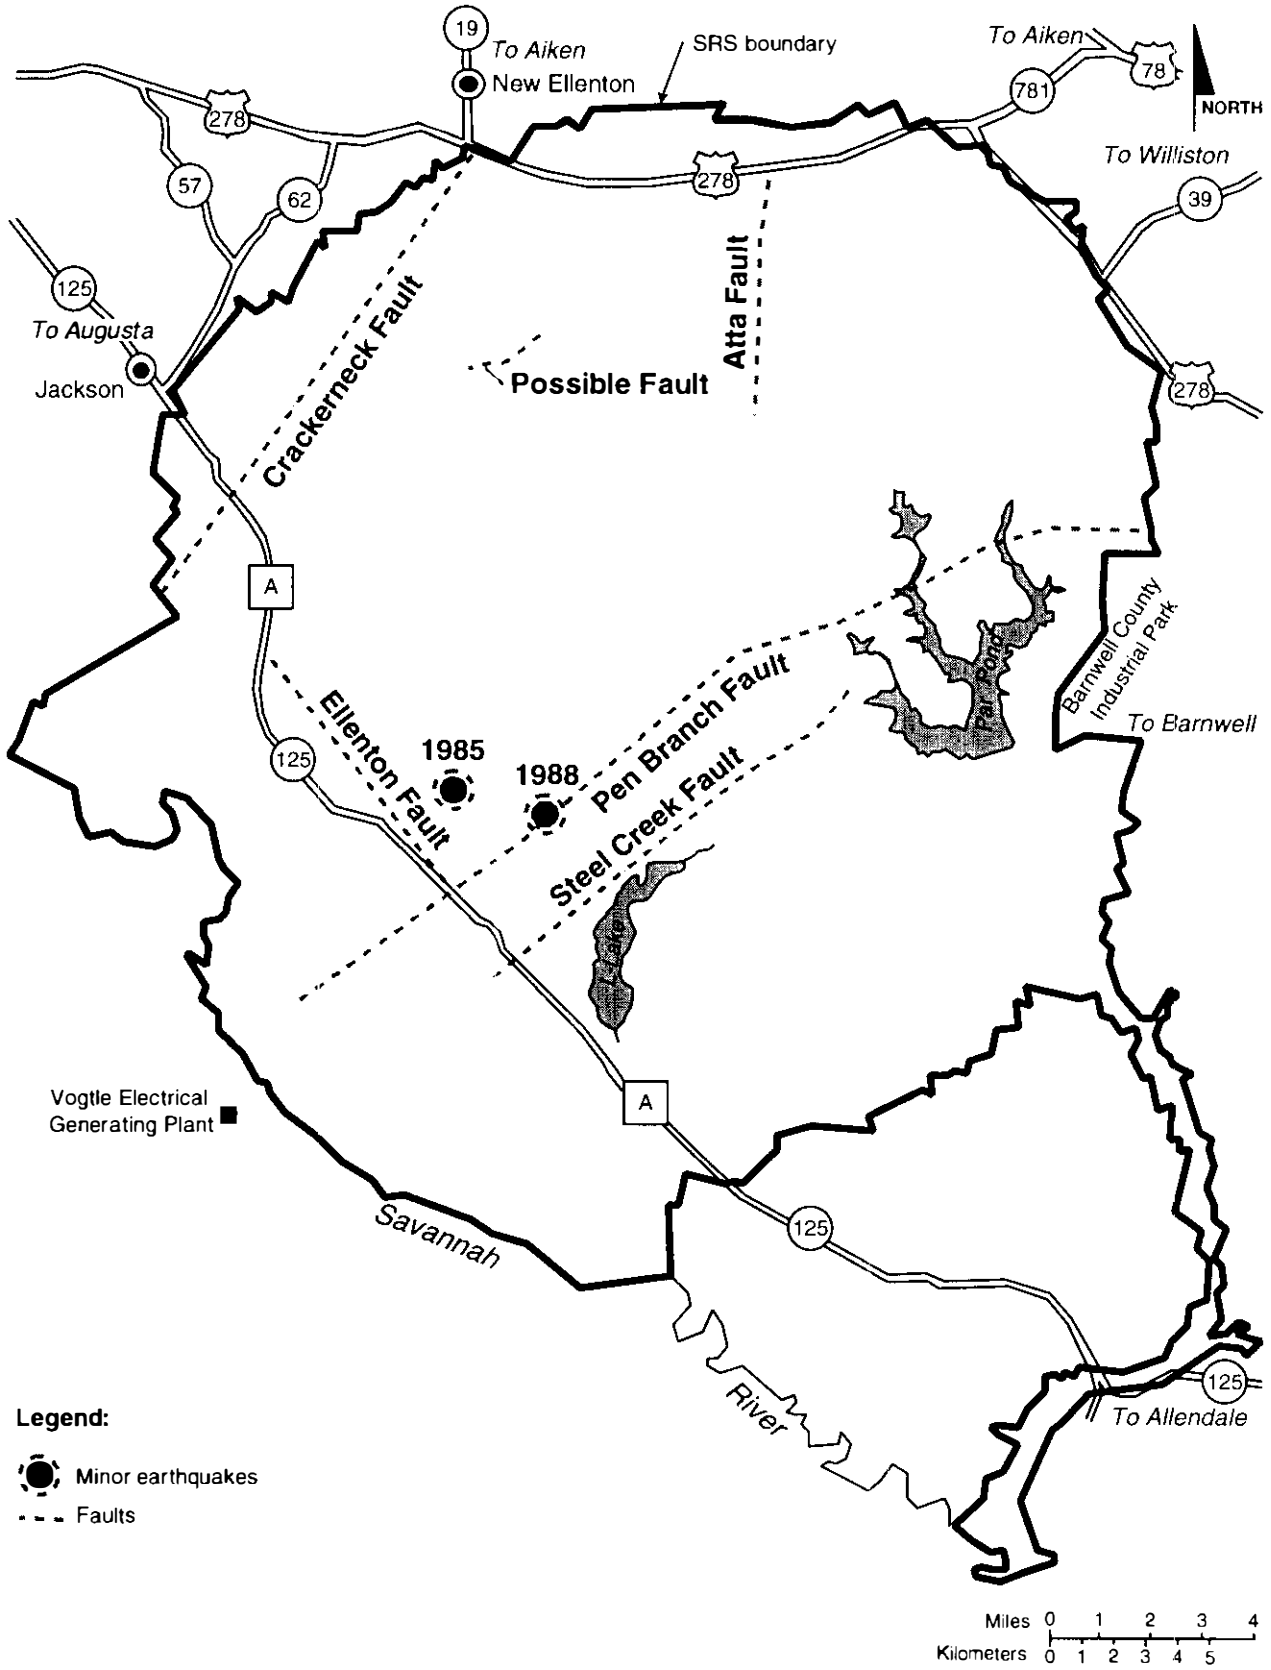 19
To Aiken
New Ellenton
SRS boundary
To Aiken
78
781
NORTH
278
278
To Williston
39
57
62
125
To Augusta
Jackson
Crackerneck Fault
Atta Fault
Possible Fault
278
A
Barnwell County
Industrial Park
Par Pond
To Barnwell
Ellenton Fault
125
1985
1988
Pen Branch Fault
Steel Creek Fault
L-Lake
Vogtle Electrical
Generating Plant
A
Savannah
125
River
125
To Allendale
Legend:
Minor earthquakes
Faults
Miles 0 1 2 3 4
Kilometers 0 1 2 3 4 5